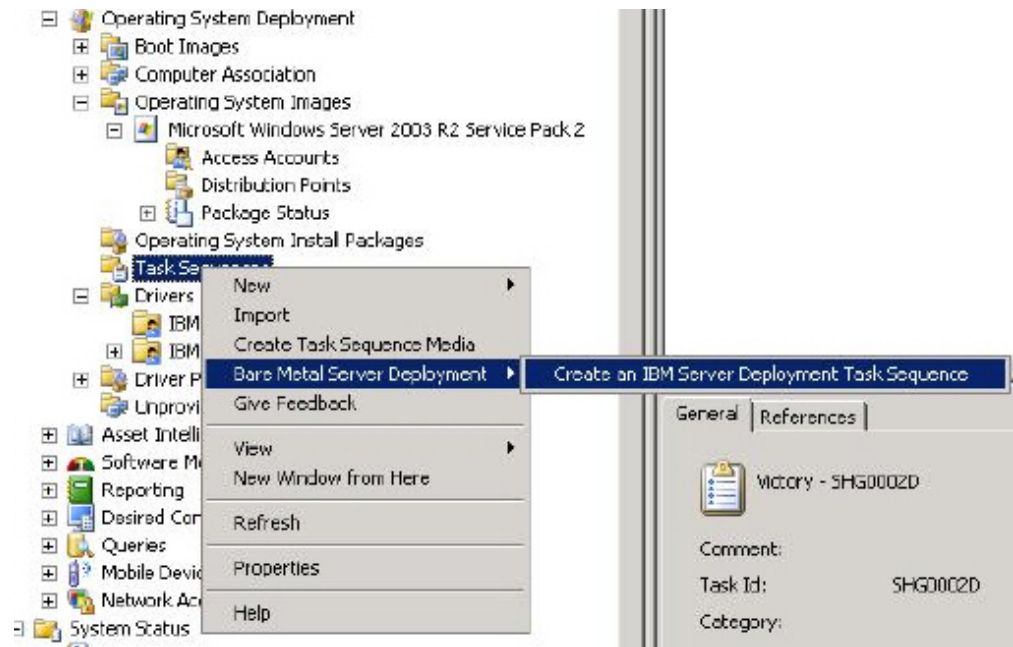 Operating System Deployment
Boot Images
Computer Association
Operating System Images
Microsoft Windows Server 2003 R2 Service Pack 2
Access Accounts
Distribution Points
Package Status
Operating System Install Packages
Task
Drivers
IBM
IBM
Driver P
Unprovi
Asset Intelli
Software M
Reporting
Desired Con
Queries
Mobile Devic
Network Ac
System Status
New
Import
Create Task Sequence Media
Bare Metal Server Deployment
Give Feedback
View
New Window from Here
Refresh
Properties
Help
Create an IBM Server Deployment Task Sequence
General
References
Victory - SHG0002D
Comment:
Task Id: SHG0002D
Category: